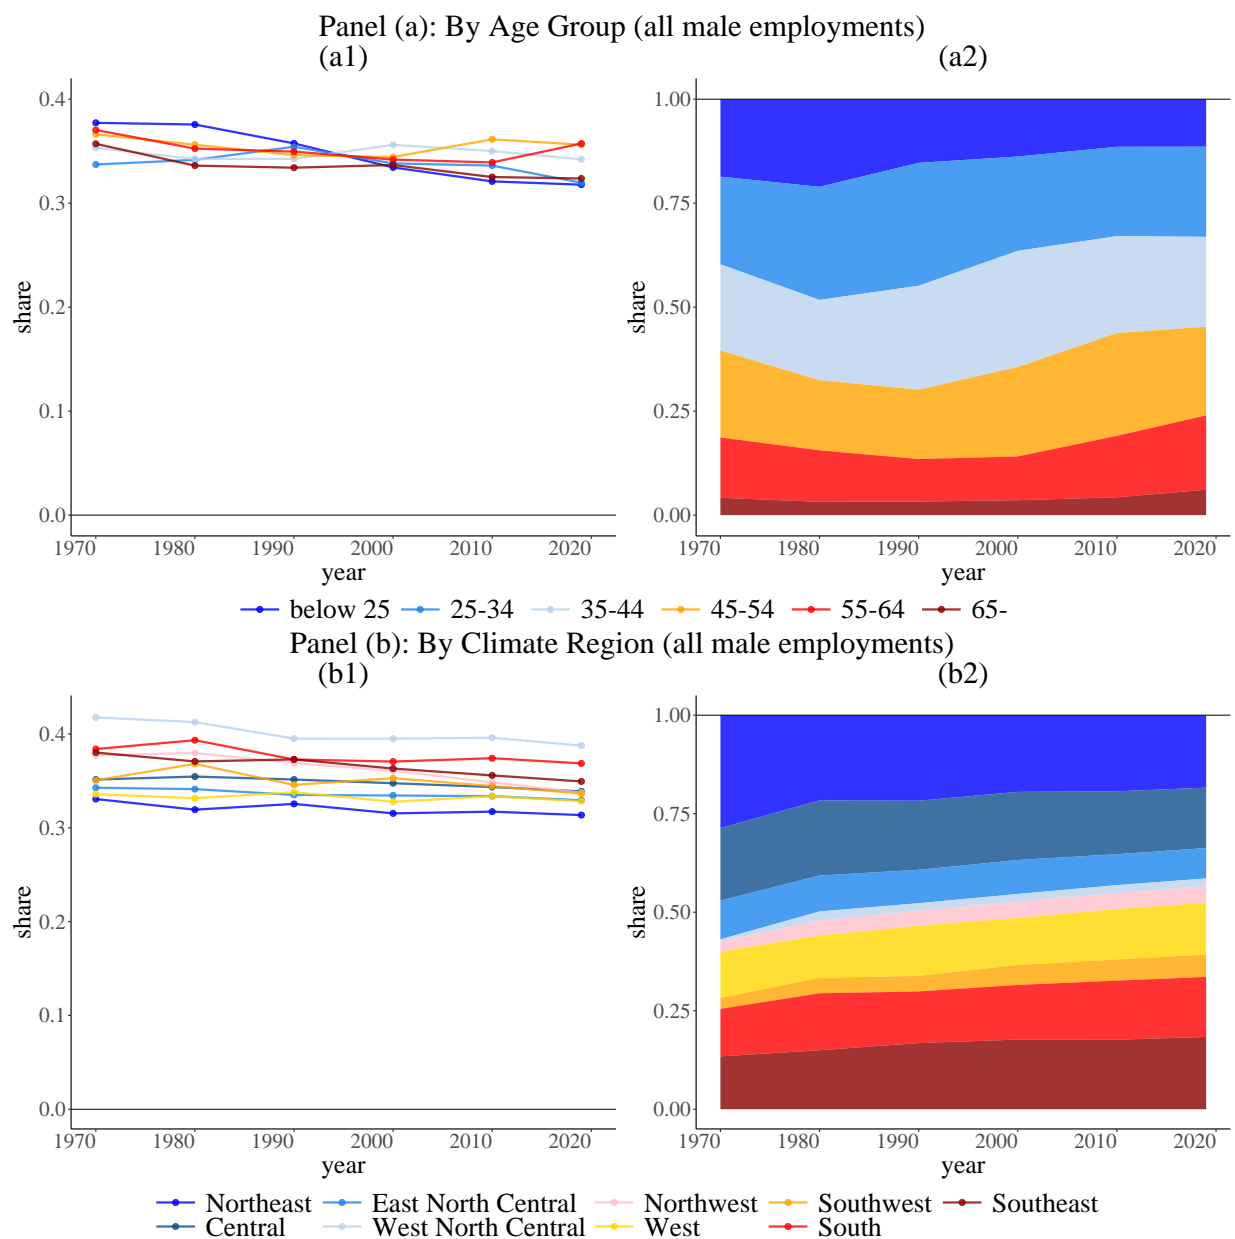 Panel (a): By Age Group (all male employments)
(a1)
(a2)
0.4
0.3
0.2
0.1
0.0
share
1970 1980 1990 2000 2010 2020
year
1.00
0.75
0.50
0.25
0.00
share
1970 1980 1990 2000 2010 2020
year
below 25 25-34 35-44 45-54 55-64 65-
Panel (b): By Climate Region (all male employments)
(b1)
(b2)
0.4
0.3
0.2
0.1
0.0
share
1970 1980 1990 2000 2010 2020
year
1.00
0.75
0.50
0.25
0.00
share
1970 1980 1990 2000 2010 2020
year
Northeast East North Central Northwest Southwest Southeast
Central West North Central West South